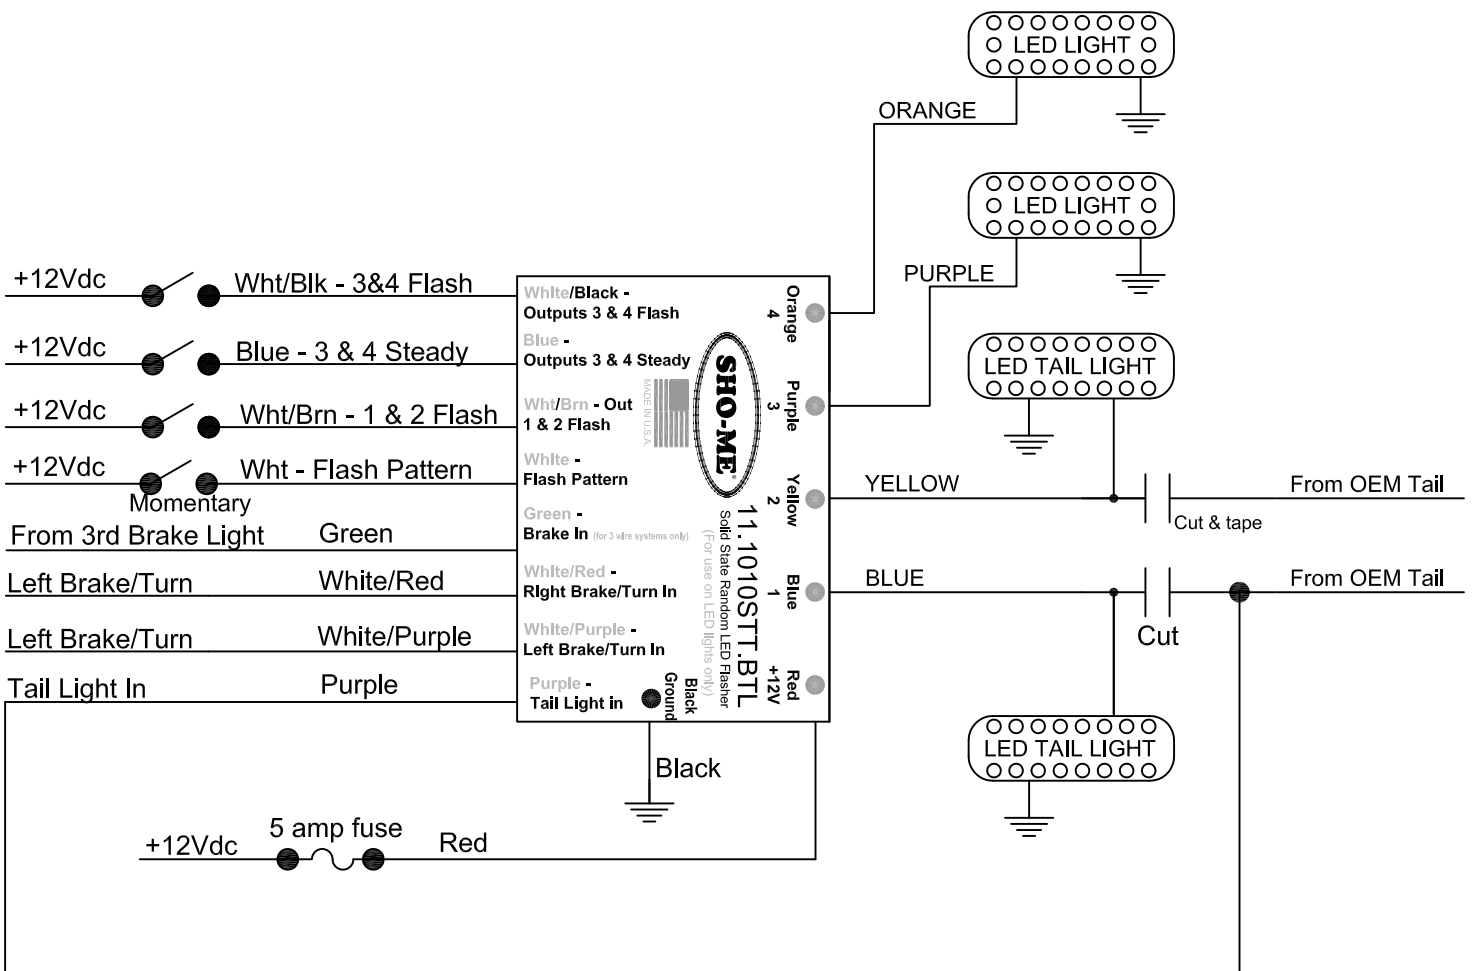 LED LIGHT
ORANGE
LED LIGHT
PURPLE
LED TAIL LIGHT
YELLOW
From OEM Tail
Cut & tape
BLUE
From OEM Tail
Cut
LED TAIL LIGHT
+12Vdc
Wht/Blk - 3&4 Flash
+12Vdc
Blue - 3 & 4 Steady
+12Vdc
Wht/Brn - 1 & 2 Flash
+12Vdc
Wht - Flash Pattern
Momentary
From 3rd Brake Light
Green
Left Brake/Turn
White/Red
Left Brake/Turn
White/Purple
Tail Light In
Purple
White/Black -
Outputs 3 & 4 Flash
Blue -
Outputs 3 & 4 Steady
Wht/Brn - Out
1 & 2 Flash
White -
Flash Pattern
Green -
Brake In (for 3 wire systems only)
White/Red -
RIght Brake/Turn In
White/Purple -
Left Brake/Turn In
Purple -
Tail Light in
MADE IN U.S.A.
SHO-ME
11.1010STT.BTL
Solid State Random LED Flasher
(For use on LED lights only)
Orange
4
Purple
3
Yellow
2
Blue
1
Red
+12V
Black
Ground
Black
+12Vdc
5 amp fuse
Red